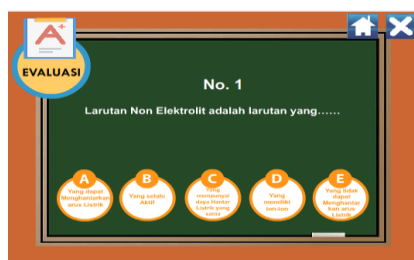 A+
EVALUASI
No. 1
Larutan Non Elektrolit adalah larutan yang......
A
Yang dapat
Menghantarkan
arus Listrik
B
Yang selalu
Aktif
C
Yang
mempunyai
daya Hantar
Listrik yang
sama
D
Yang
memiliki
ion-ion
E
Yang tidak
dapat
Menghantar
kan arus
Listrik